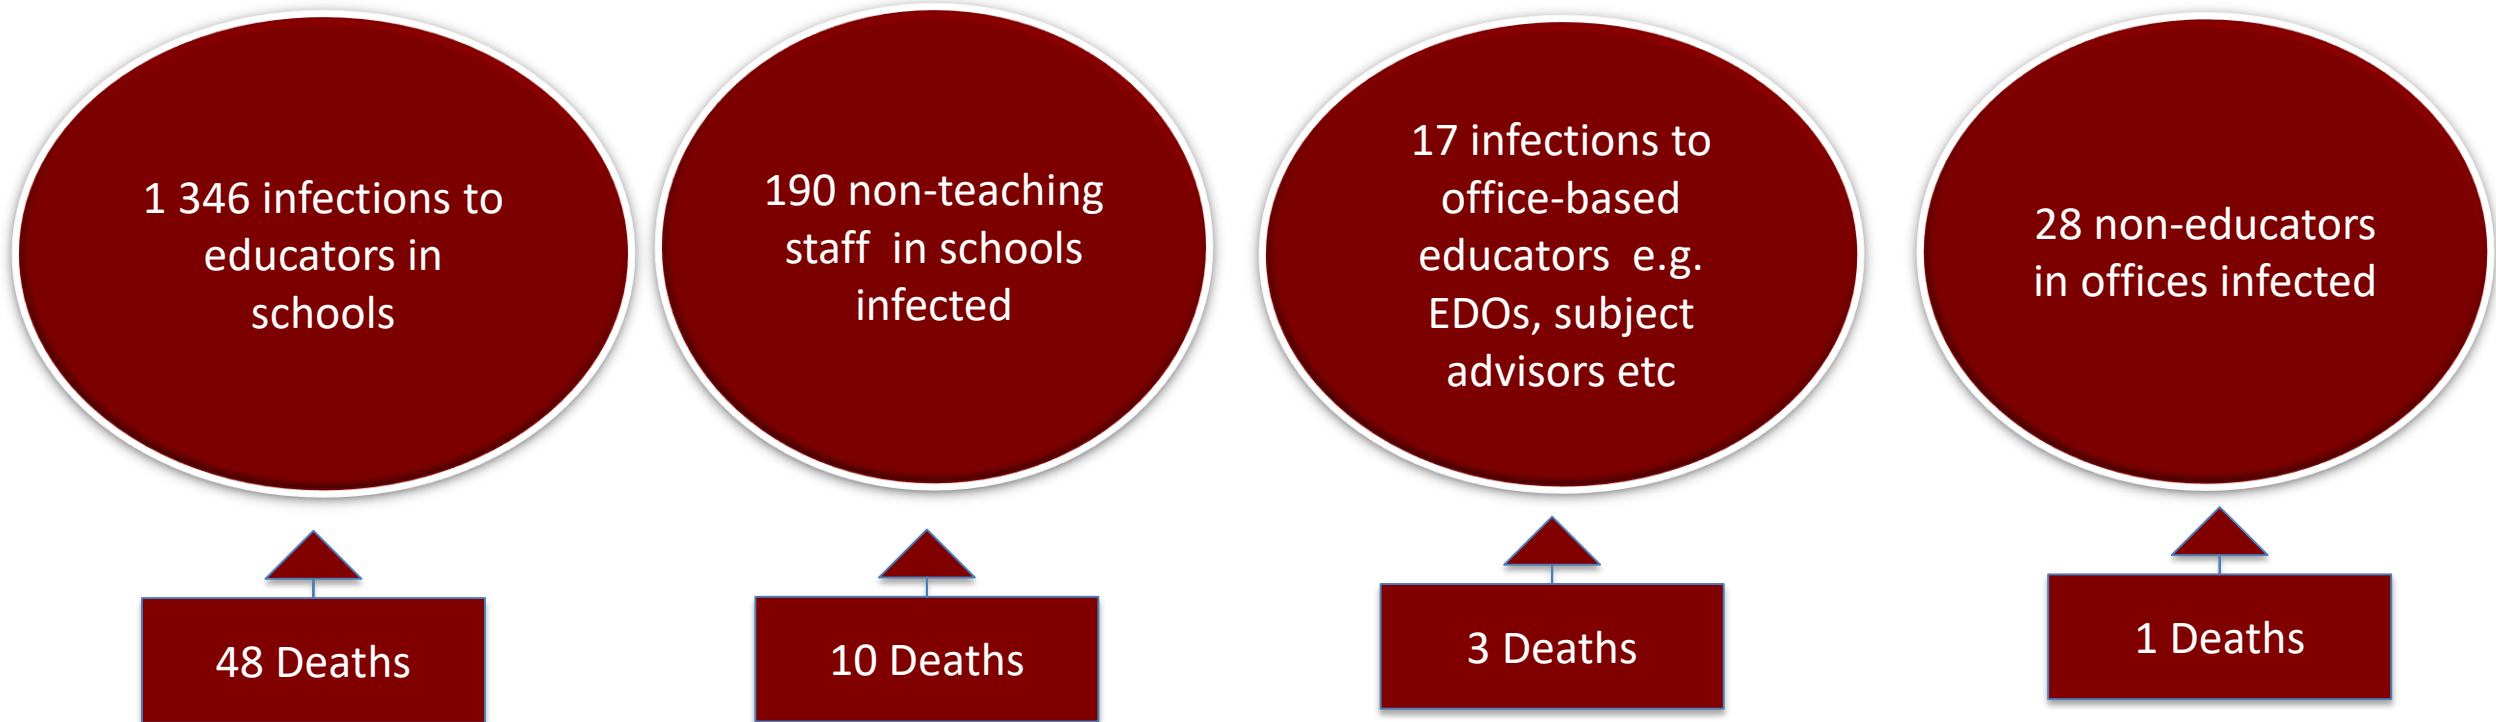 1 346 infections to
educators in
schools
48 Deaths
190 non-teaching
staff  in schools
infected
10 Deaths
17 infections to
office-based
educators  e.g.
EDOs, subject
advisors etc
3 Deaths
28 non-educators
in offices infected
1 Deaths